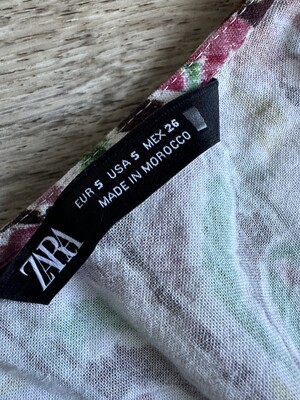 ZARA
EUR S USA S MEX 26
MADE IN MOROCCO